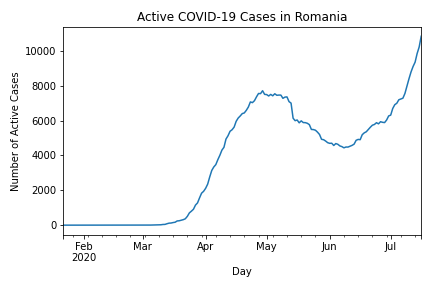 Active COVID-19 Cases in Romania
Number of Active Cases
10000
8000
6000
4000
2000
0
Feb
2020
Mar
Apr
May
Jun
Jul
Day